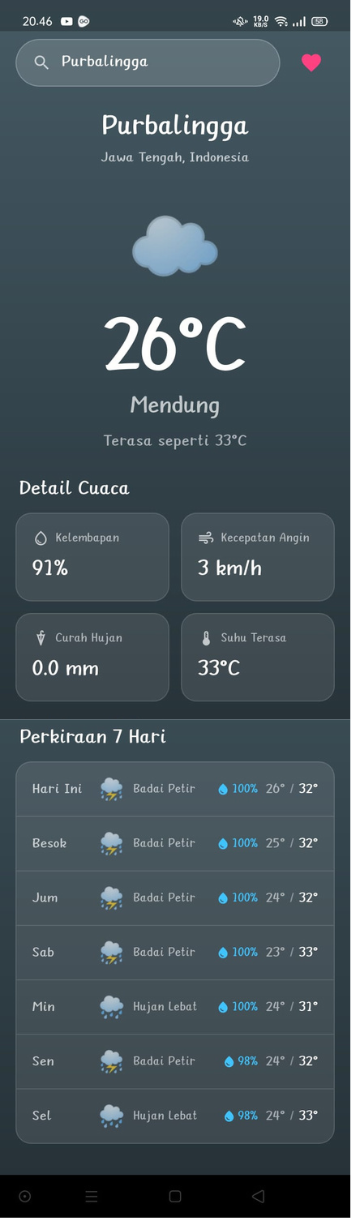 20.46 19.0 KB/S 58
Purbalingga
Purbalingga
Jawa Tengah, Indonesia
26°C
Mendung
Terasa seperti 33°C
Detail Cuaca
Kelembapan
91%
Kecepatan Angin
3 km/h
Curah Hujan
0.0 mm
Suhu Terasa
33°C
Perkiraan 7 Hari
Hari Ini Badai Petir 100% 26° / 32°
Besok Badai Petir 100% 25° / 32°
Jum Badai Petir 100% 24° / 32°
Sab Badai Petir 100% 23° / 33°
Min Hujan Lebat 100% 24° / 31°
Sen Badai Petir 98% 24° / 32°
Sel Hujan Lebat 98% 24° / 33°